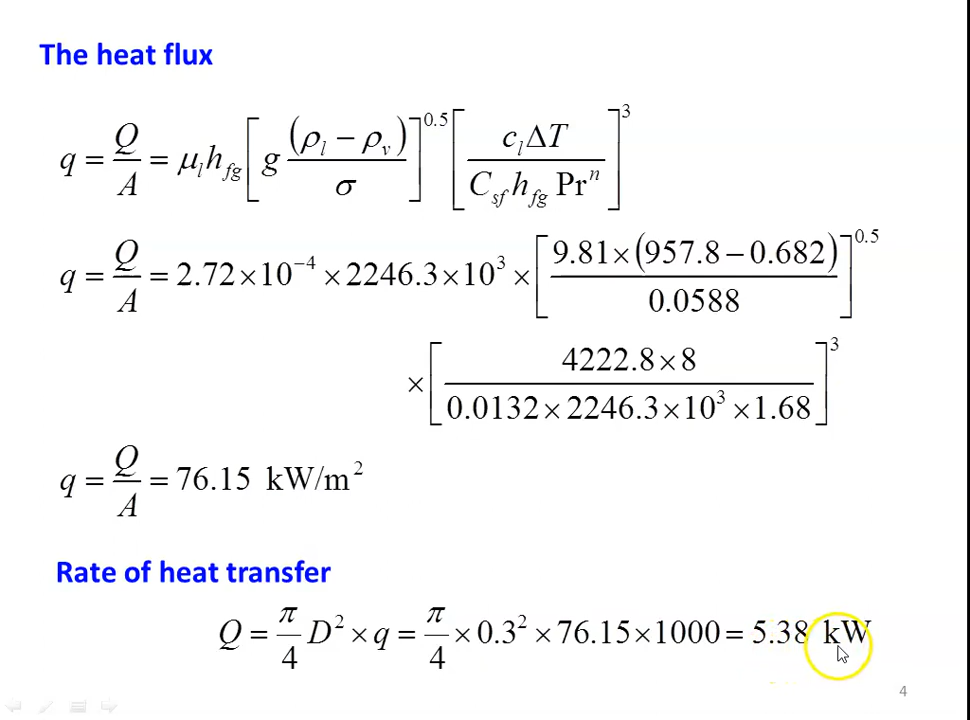 The heat flux
q = Q/A = μ_l h_fg [g (ρ_l − ρ_v)/σ]^0.5 [c_l ΔT / (C_sf h_fg Pr^n)]^3
q = Q/A = 2.72×10^−4 × 2246.3×10^3 × [9.81×(957.8 − 0.682) / 0.0588]^0.5
× [4222.8×8 / (0.0132×2246.3×10^3 ×1.68)]^3
q = Q/A = 76.15 kW/m^2
Rate of heat transfer
Q = π/4 D^2 × q = π/4 × 0.3^2 × 76.15×1000 = 5.38 kW
4